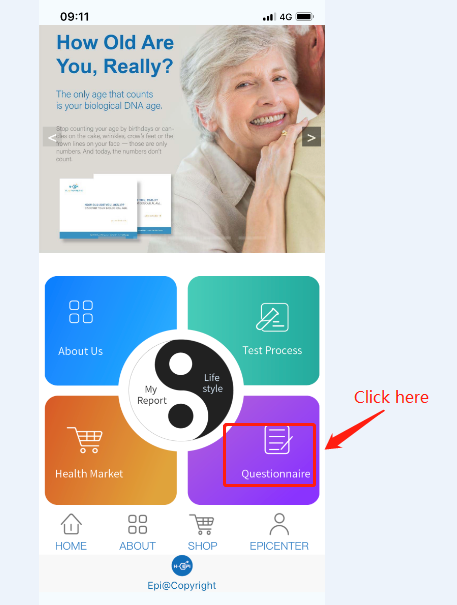 09:11
4G
How Old Are
You, Really?
The only age that counts
is your biological DNA age.
Stop counting your age by birthdays or can-
dles on the cake, wrinkles, crow's feet or the
frown lines on your face — these are only
numbers. And today, the numbers don't
count.
<
>
About Us
Test Process
My
Report
Life
style
Click here
Health Market
Questionnaire
HOME
ABOUT
SHOP
EPICENTER
Epi@Copyright